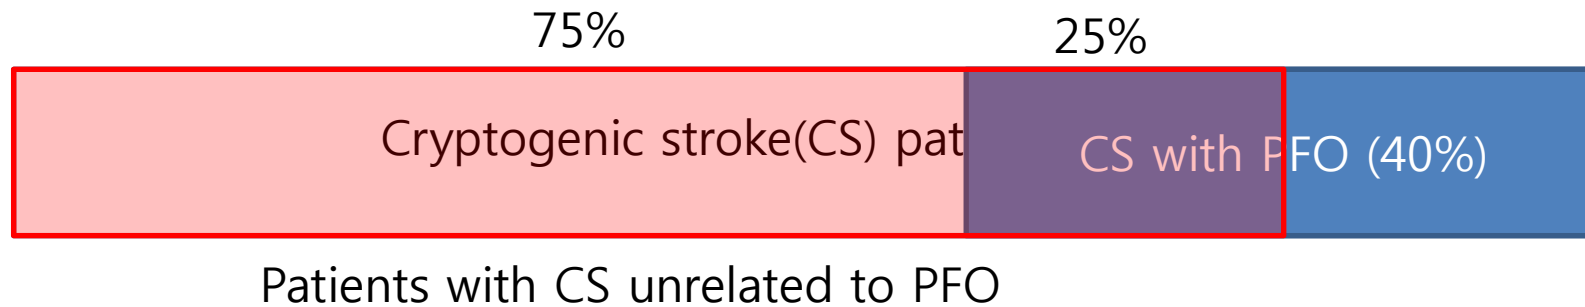 75%
25%
Cryptogenic stroke(CS) pat
CS with PFO (40%)
Patients with CS unrelated to PFO